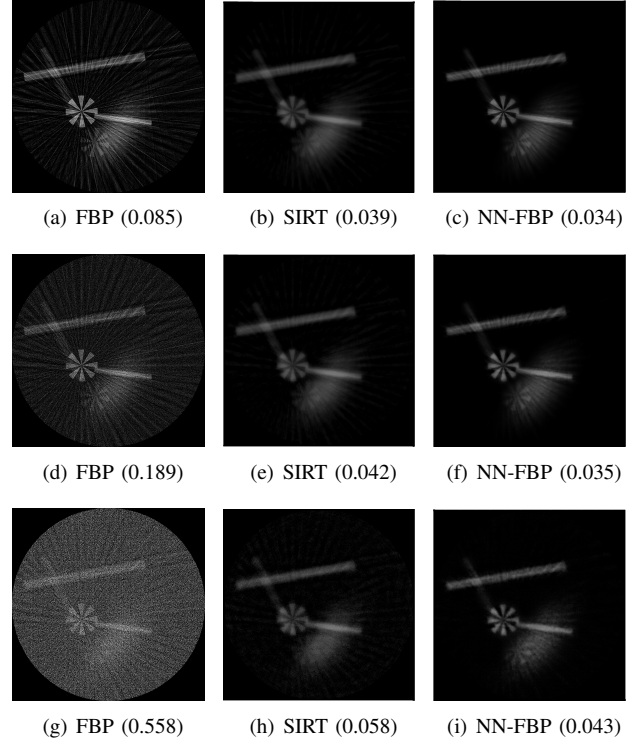 (a) FBP (0.085)
(b) SIRT (0.039)
(c) NN-FBP (0.034)
(d) FBP (0.189)
(e) SIRT (0.042)
(f) NN-FBP (0.035)
(g) FBP (0.558)
(h) SIRT (0.058)
(i) NN-FBP (0.043)